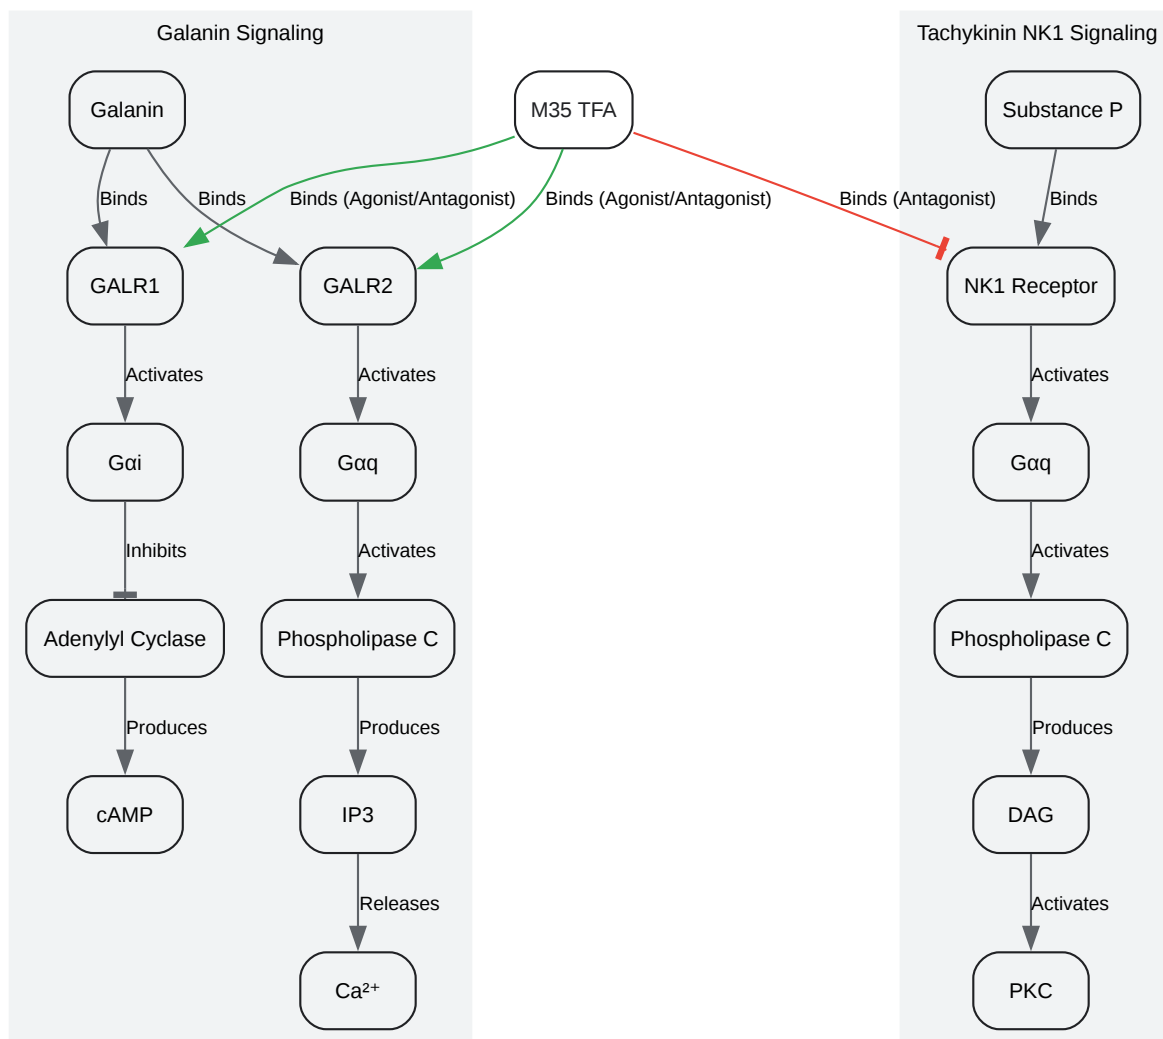 Galanin Signaling
Tachykinin NK1 Signaling
Galanin
M35 TFA
Substance P
Binds
Binds
Binds (Agonist/Antagonist)
Binds (Agonist/Antagonist)
Binds (Antagonist)
Binds
GALR1
GALR2
NK1 Receptor
Activates
Activates
Activates
Gαi
Gαq
Gαq
Inhibits
Activates
Activates
Adenylyl Cyclase
Phospholipase C
Phospholipase C
Produces
Produces
Produces
cAMP
IP3
DAG
Releases
Activates
Ca²⁺
PKC